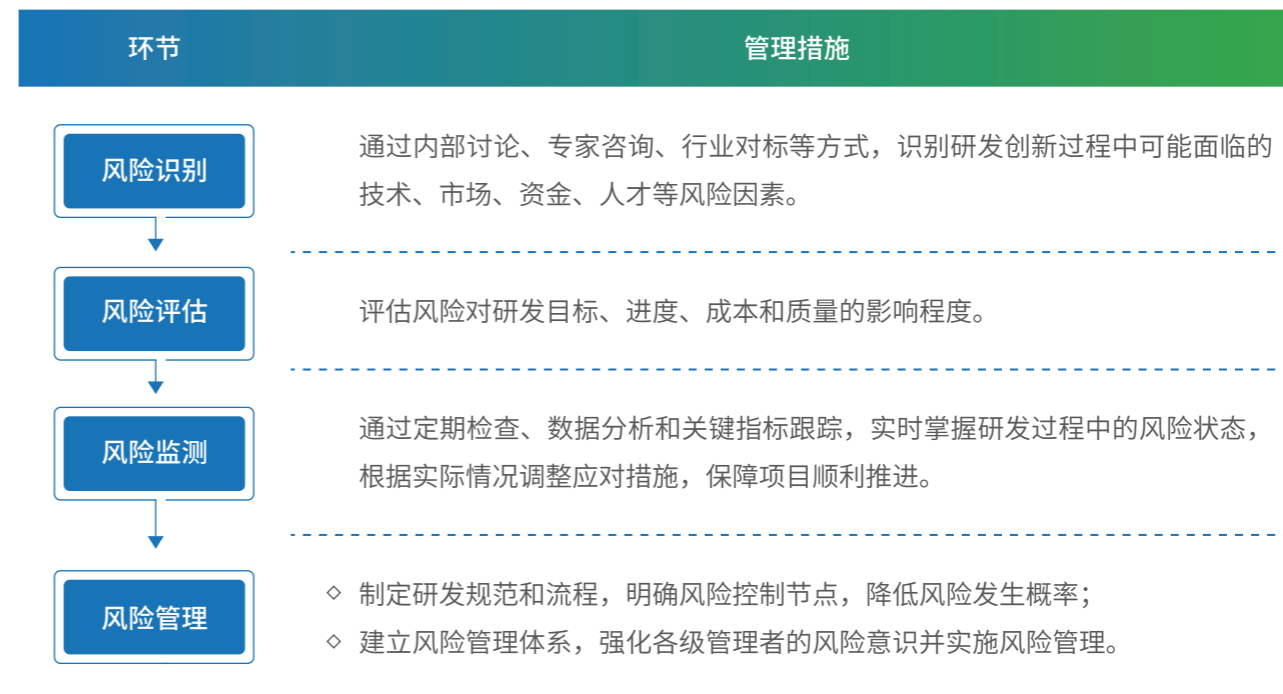 环节 管理措施
风险识别
通过内部讨论、专家咨询、行业对标等方式，识别研发创新过程中可能面临的
技术、市场、资金、人才等风险因素。
风险评估
评估风险对研发目标、进度、成本和质量的影响程度。
风险监测
通过定期检查、数据分析和关键指标跟踪，实时掌握研发过程中的风险状态，
根据实际情况调整应对措施，保障项目顺利推进。
风险管理
◇ 制定研发规范和流程，明确风险控制节点，降低风险发生概率；
◇ 建立风险管理体系，强化各级管理者的风险意识并实施风险管理。